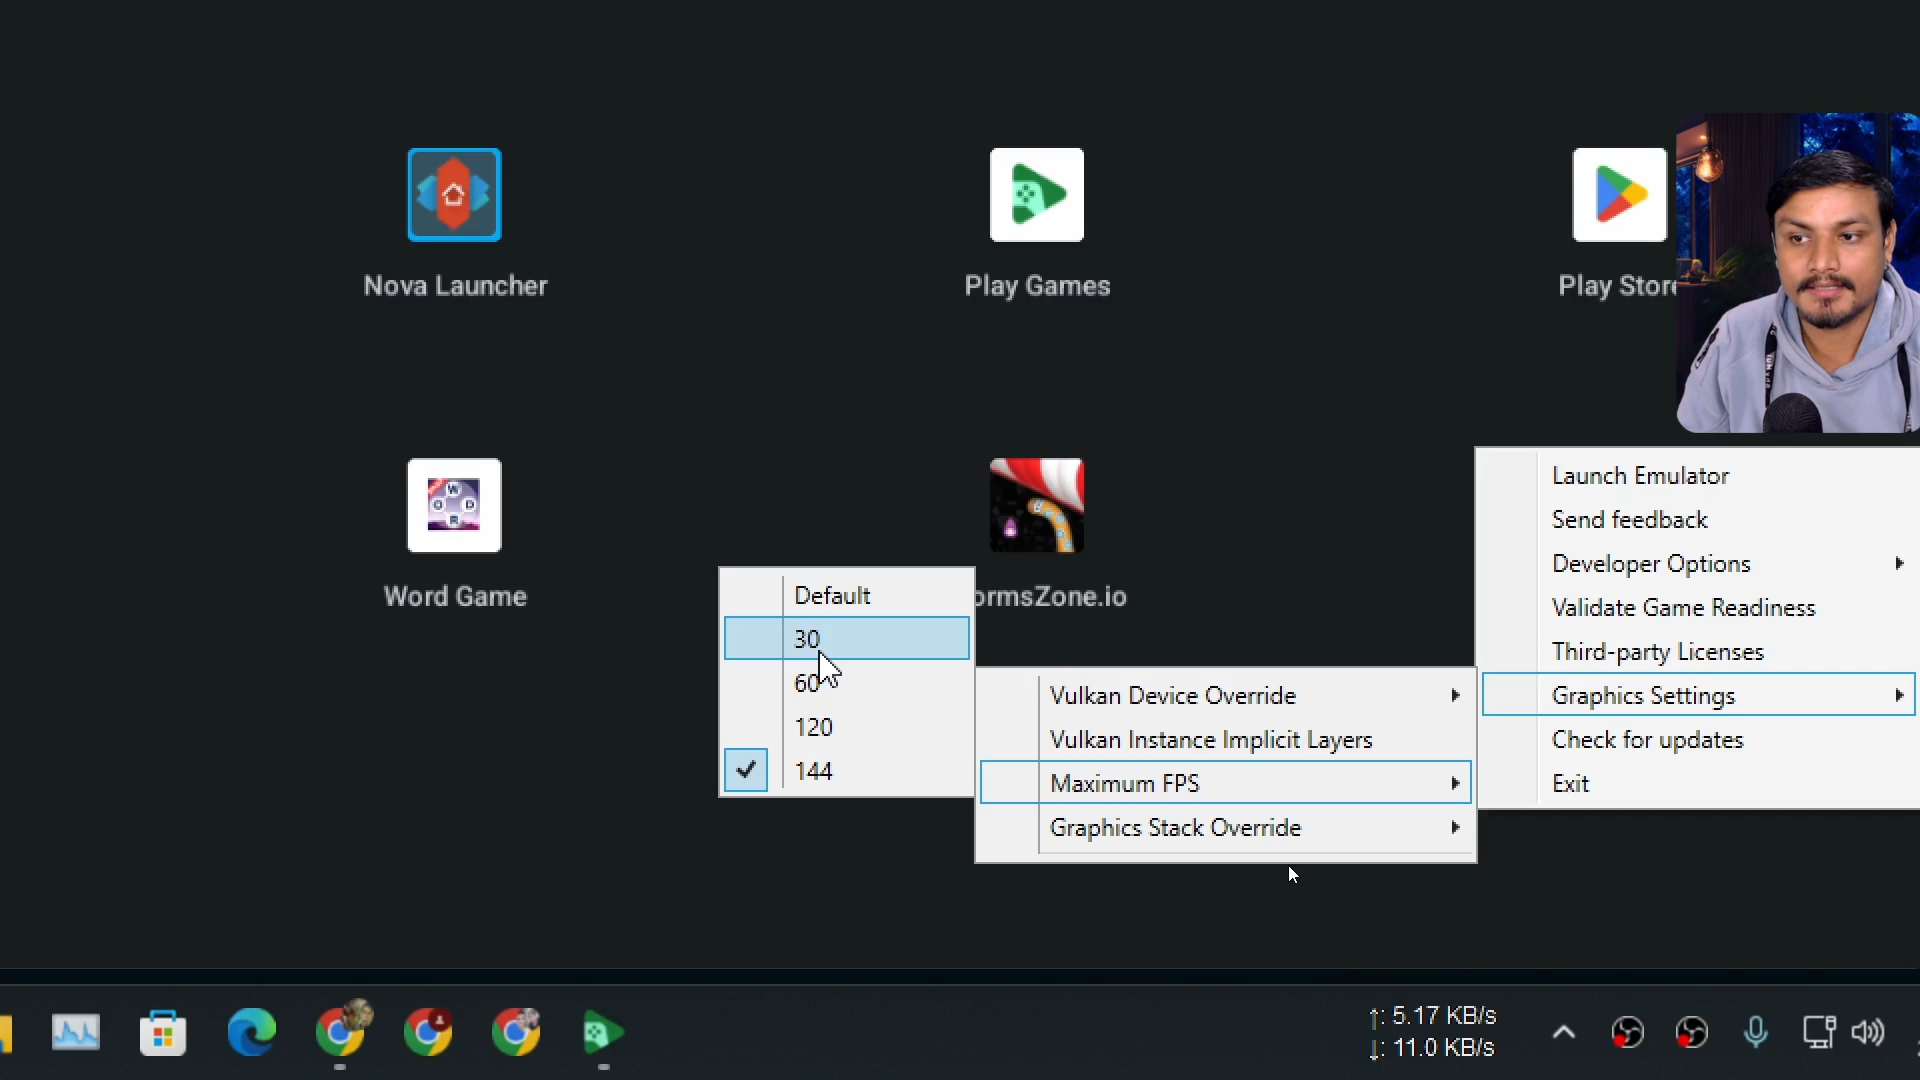 Nova Launcher
Play Games
Play Store
Word Game
ormsZone.io
Launch Emulator
Send feedback
Developer Options
Validate Game Readiness
Third-party Licenses
Graphics Settings
Check for updates
Exit
Vulkan Device Override
Vulkan Instance Implicit Layers
Maximum FPS
Graphics Stack Override
Default
30
60
120
144
↑: 5.17 KB/s
↓: 11.0 KB/s